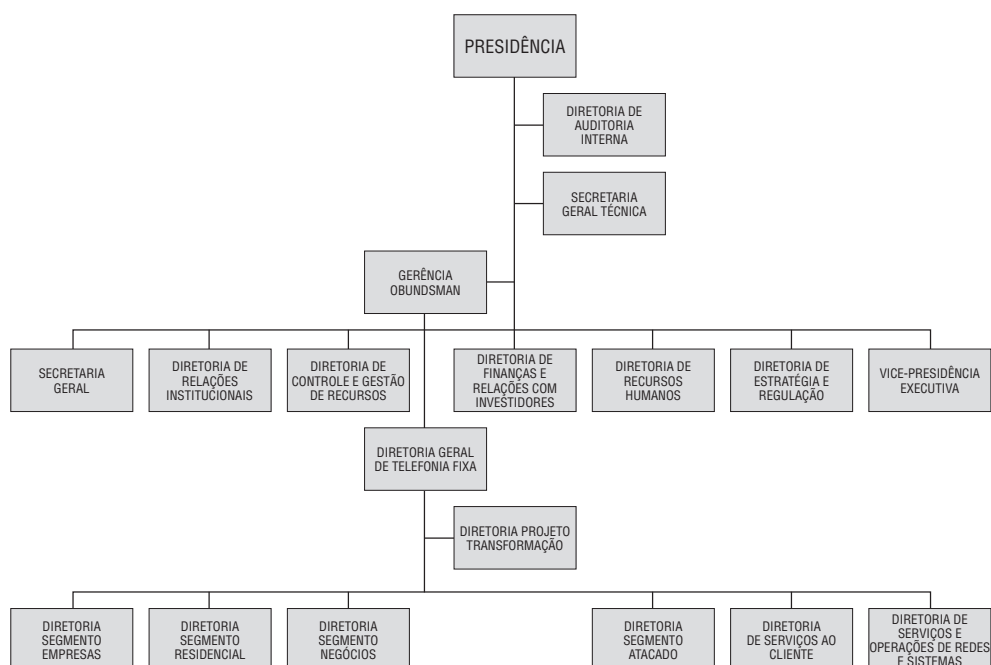 PRESIDÊNCIA
DIRETORIA DE
AUDITORIA
INTERNA
SECRETARIA
GERAL TÉCNICA
GERÊNCIA
OBUNDSMAN
SECRETARIA
GERAL
DIRETORIA DE
RELAÇÕES
INSTITUCIONAIS
DIRETORIA DE
CONTROLE E GESTÃO
DE RECURSOS
DIRETORIA DE
FINANÇAS E
RELAÇÕES COM
INVESTIDORES
DIRETORIA DE
RECURSOS
HUMANOS
DIRETORIA DE
ESTRATÉGIA E
REGULAÇÃO
VICE-PRESIDÊNCIA
EXECUTIVA
DIRETORIA GERAL
DE TELEFONIA FIXA
DIRETORIA PROJETO
TRANSFORMAÇÃO
DIRETORIA
SEGMENTO
EMPRESAS
DIRETORIA
SEGMENTO
RESIDENCIAL
DIRETORIA
SEGMENTO
NEGÓCIOS
DIRETORIA
SEGMENTO
ATACADO
DIRETORIA
DE SERVIÇOS AO
CLIENTE
DIRETORIA DE
SERVIÇOS E
OPERAÇÕES DE REDES
E SISTEMAS